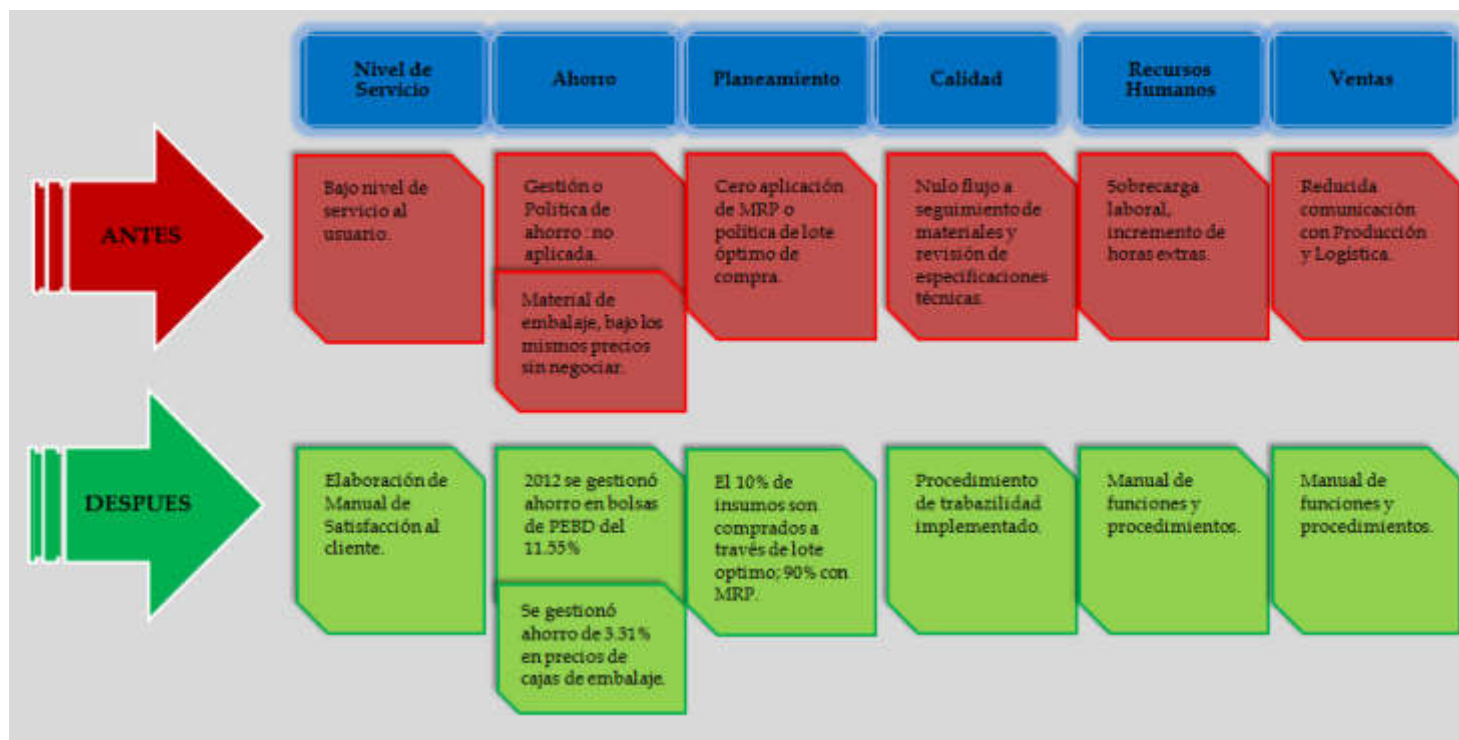 Nivel de
Servicio
Ahorro
Planeamiento
Calidad
Recursos
Humanos
Ventas
ANTES
Bajo nivel de
servicio al
usuario.
Gestión o
Política de
ahorro : no
aplicada.
Material de
embalaje, bajo los
mismos precios
sin negociar.
Cero aplicación
de MRP o
política de lote
óptimo de
compra.
Nulo flujo a
seguimiento de
materiales y
revisión de
especificaciones
técnicas.
Sobrecarga
laboral,
incremento de
horas extras.
Reducida
comunicación
con Producción
y Logística.
DESPUES
Elaboración de
Manual de
Satisfacción al
cliente.
2012 se gestionó
ahorro en bolsas
de PEBD del
11.55%
Se gestionó
ahorro de 3.31%
en precios de
cajas de embalaje.
El 10% de
insumos son
comprados a
través de lote
optimo; 90% con
MRP.
Procedimiento
de trabazilidad
implementado.
Manual de
funciones y
procedimientos.
Manual de
funciones y
procedimientos.